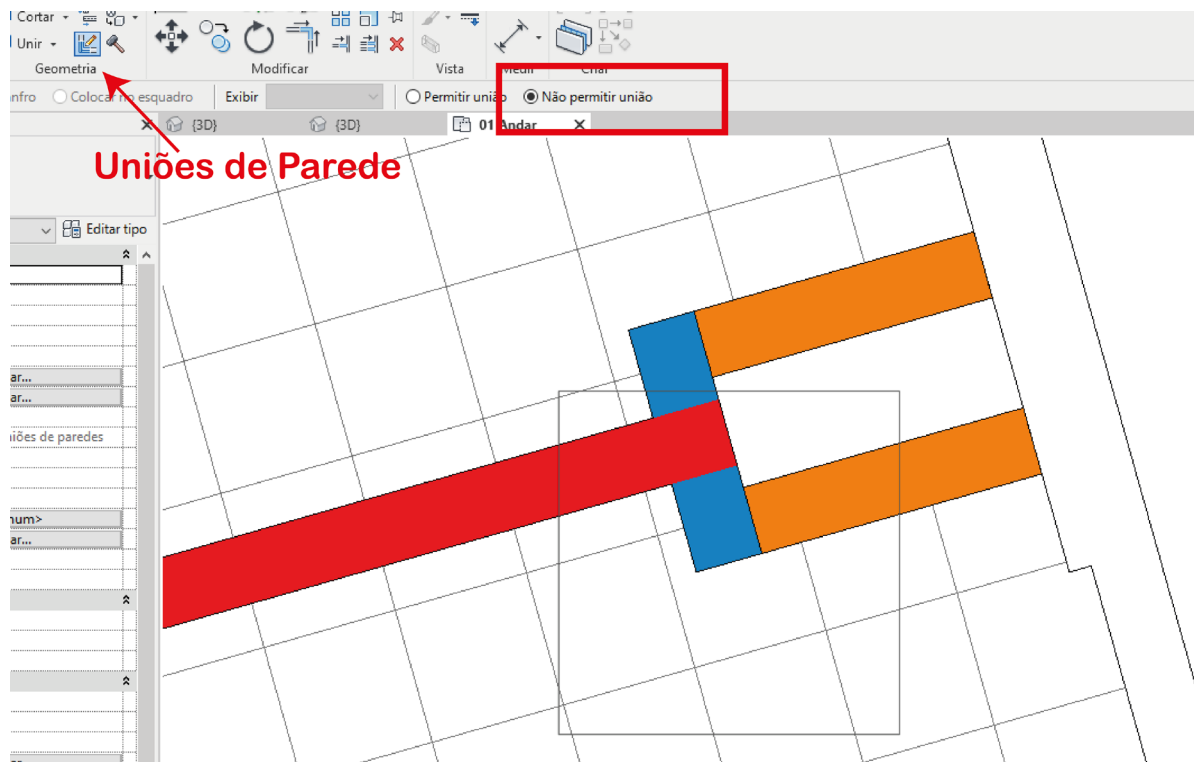 Cortar
Unir
Geometria
Modificar
Vista
Colocar no esquadro
Exibir
Permitir união
Não permitir união
{3D}
{3D}
01 Andar
Uniões de Parede
Editar tipo
ar...
ar...
iões de paredes
num>
ar...